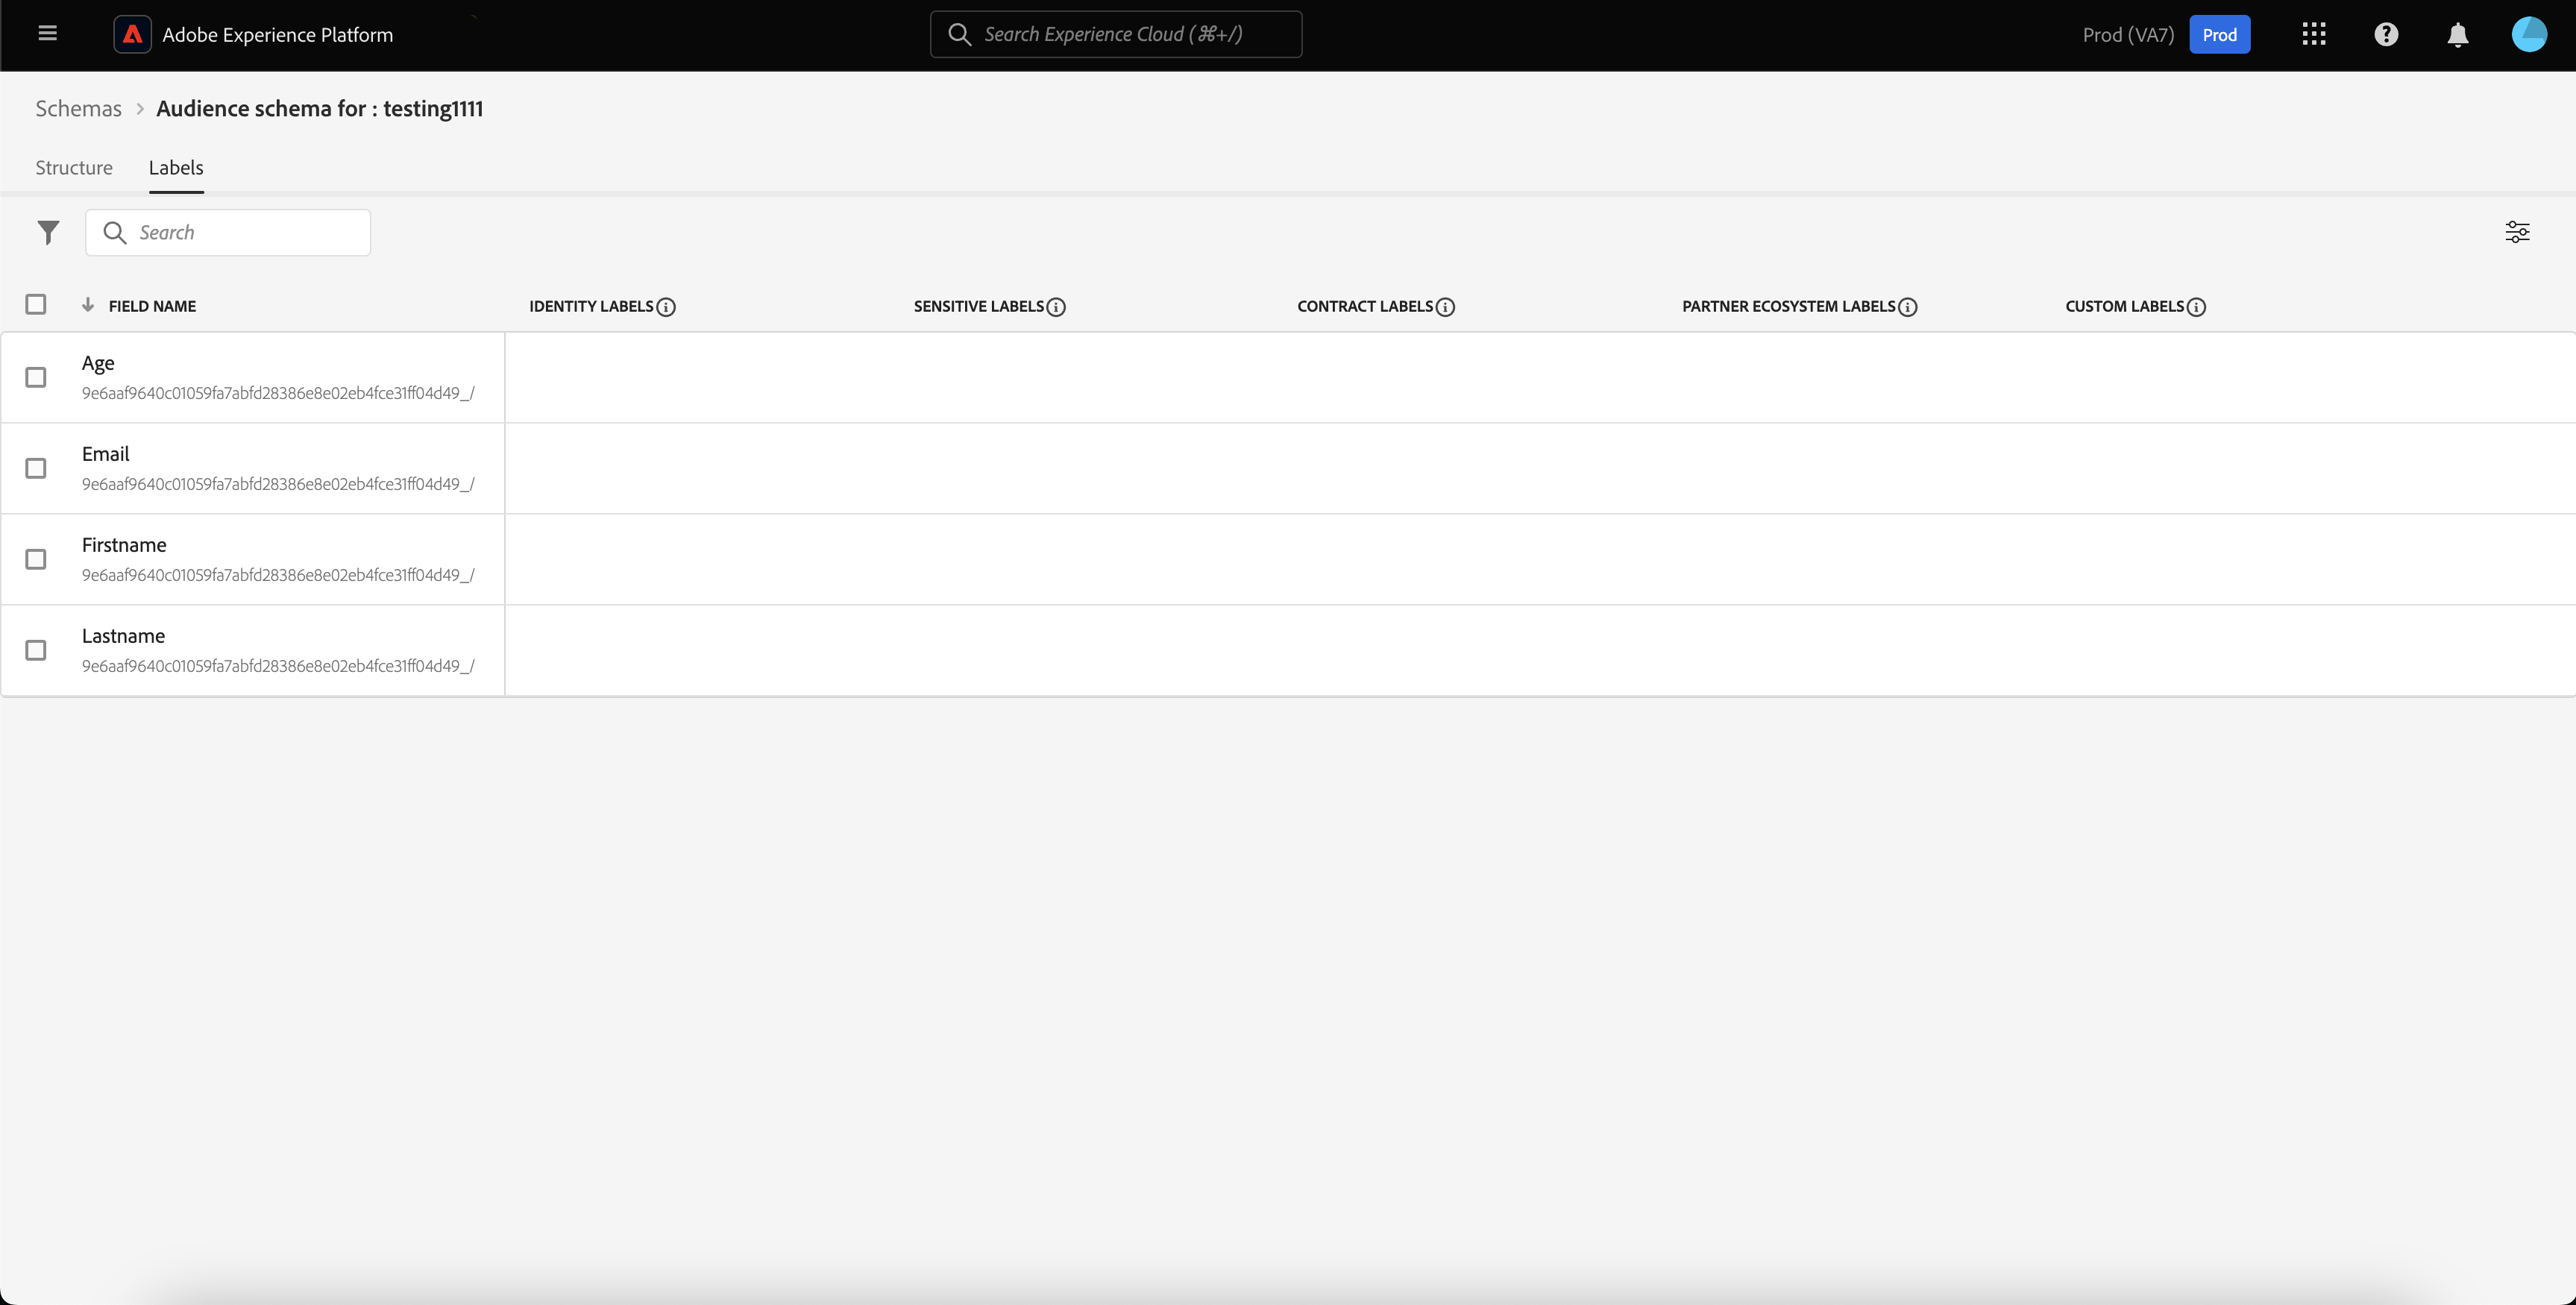 Adobe Experience Platform
Search Experience Cloud (⌘+/)
Prod (VA7)
Prod
Schemas > Audience schema for : testing1111
Structure
Labels
Search
FIELD NAME
IDENTITY LABELS
SENSITIVE LABELS
CONTRACT LABELS
PARTNER ECOSYSTEM LABELS
CUSTOM LABELS
Age
9e6aaf9640c01059fa7abfd28386e8e02eb4fce31ff04d49_/
Email
9e6aaf9640c01059fa7abfd28386e8e02eb4fce31ff04d49_/
Firstname
9e6aaf9640c01059fa7abfd28386e8e02eb4fce31ff04d49_/
Lastname
9e6aaf9640c01059fa7abfd28386e8e02eb4fce31ff04d49_/